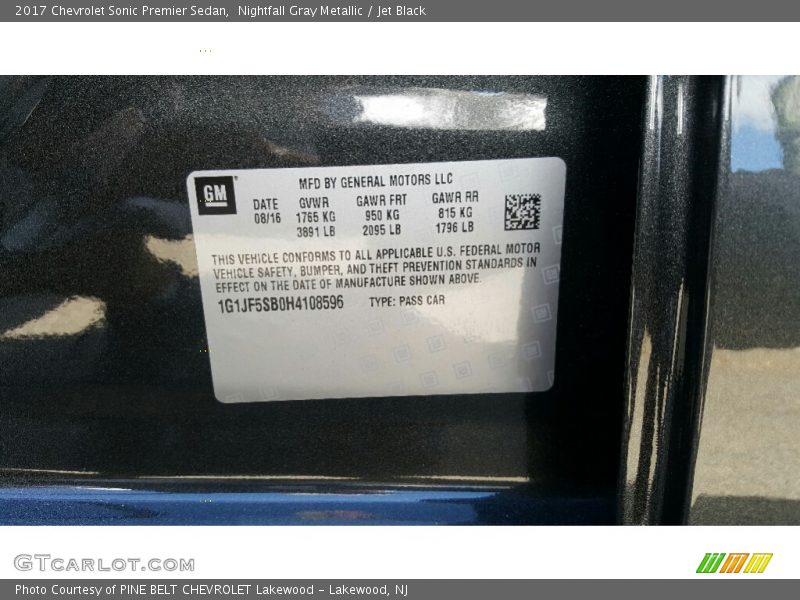 2017 Chevrolet Sonic Premier Sedan,  Nightfall Gray Metallic / Jet Black
GM
MFD BY GENERAL MOTORS LLC
DATE GVWR GAWR FRT GAWR RR
08/16 1765 KG 950 KG 815 KG
3891 LB 2095 LB 1796 LB
THIS VEHICLE CONFORMS TO ALL APPLICABLE U.S. FEDERAL MOTOR
VEHICLE SAFETY, BUMPER, AND THEFT PREVENTION STANDARDS IN
EFFECT ON THE DATE OF MANUFACTURE SHOWN ABOVE.
1G1JF5SB0H4108596 TYPE: PASS CAR
GTCARLOT.COM
Photo Courtesy of PINE BELT CHEVROLET Lakewood - Lakewood, NJ